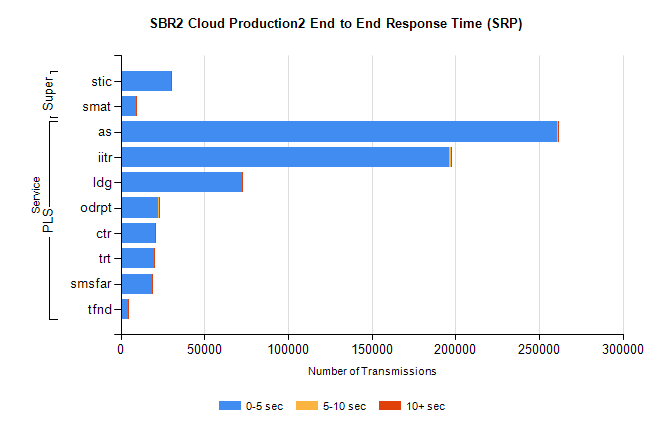 SBR2 Cloud Production2 End to End Response Time (SRP)
Super
stic
smat
Service
PLS
as
iitr
ldg
odrpt
ctr
trt
smsfar
tfnd
0 50000 100000 150000 200000 250000 300000
Number of Transmissions
0-5 sec 5-10 sec 10+ sec